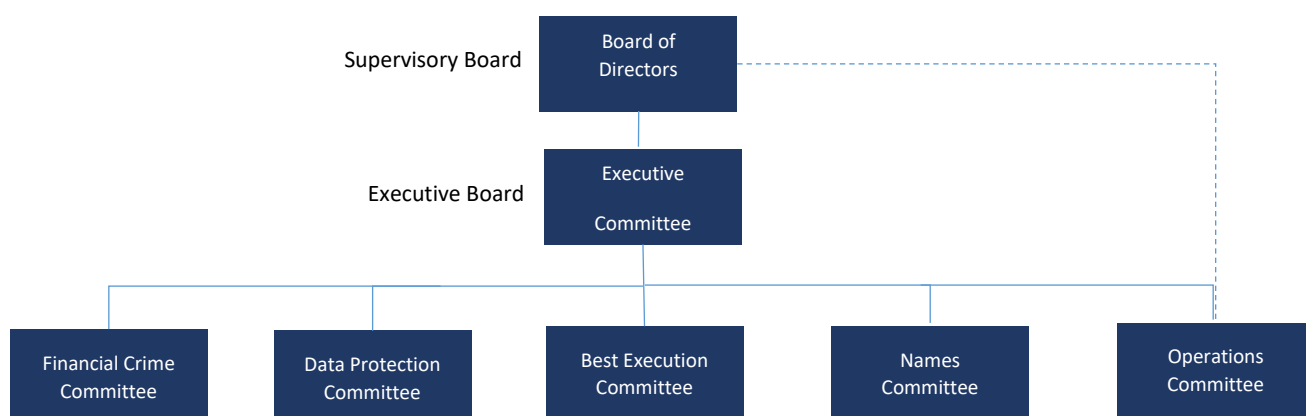 Supervisory Board
Board of
Directors
Executive Board
Executive
Committee
Financial Crime
Committee
Data Protection
Committee
Best Execution
Committee
Names
Committee
Operations
Committee